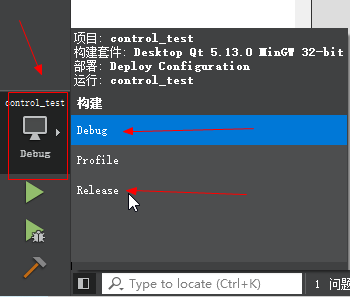 项目: control_test
构建套件: Desktop Qt 5.13.0 MinGW 32-bit
部署: Deploy Configuration
运行: control_test
构建
Debug
Profile
Release
control_test
Debug
Type to locate (Ctrl+K)
1 问题